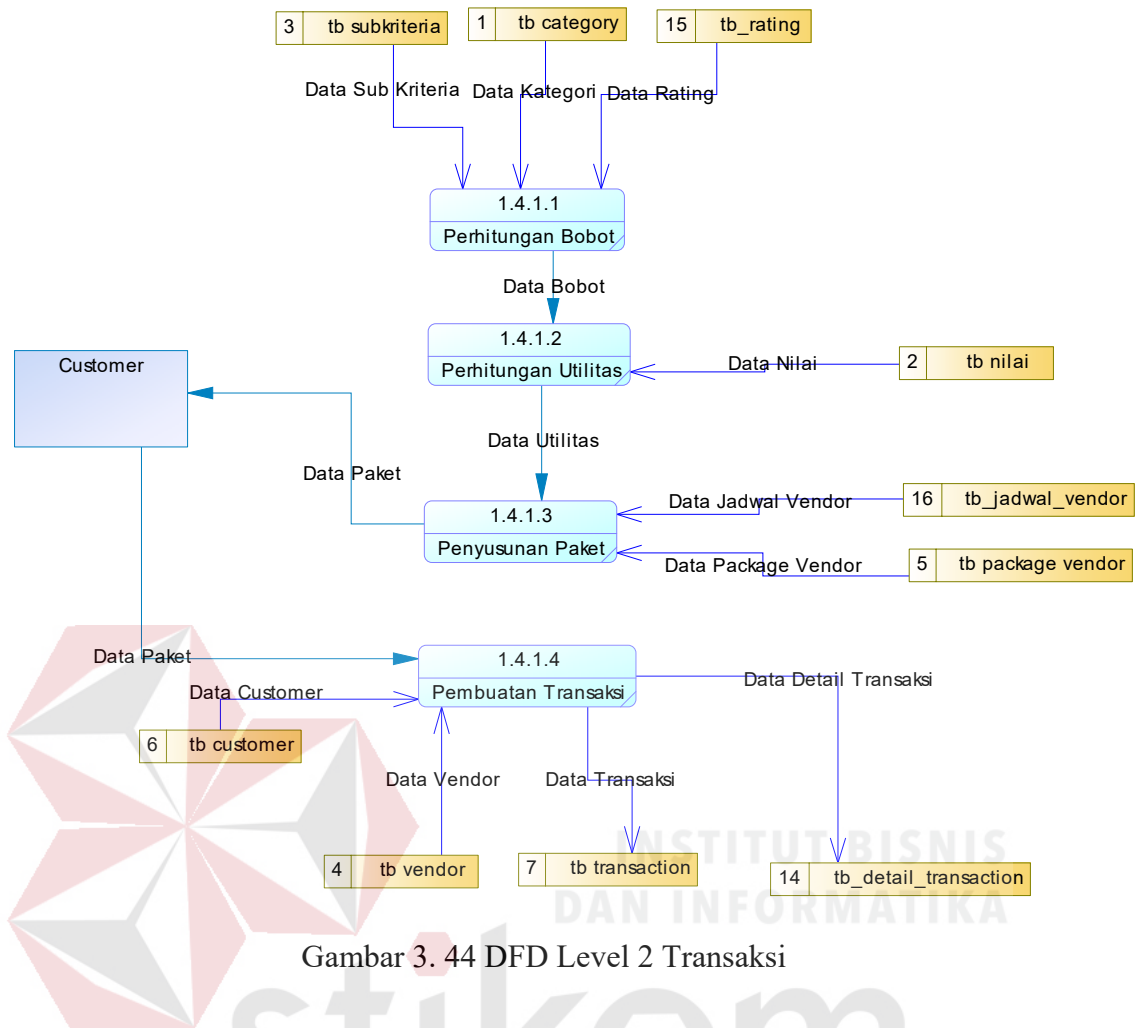 3 tb subkriteria
1 tb category
15 tb_rating
Data Sub Kriteria
Data Kategori
Data Rating
1.4.1.1
Perhitungan Bobot
Data Bobot
1.4.1.2
Perhitungan Utilitas
Data Nilai
2 tb nilai
Customer
Data Utilitas
Data Paket
1.4.1.3
Penyusunan Paket
Data Jadwal Vendor
16 tb_jadwal_vendor
Data Package Vendor
5 tb package vendor
Data Paket
1.4.1.4
Pembuatan Transaksi
Data Detail Transaksi
Data Customer
6 tb customer
Data Vendor
Data Transaksi
4 tb vendor
7 tb transaction
14 tb_detail_transaction
INSTITUT BISNIS
DAN INFORMATIKA
Gambar 3. 44 DFD Level 2 Transaksi
stikom